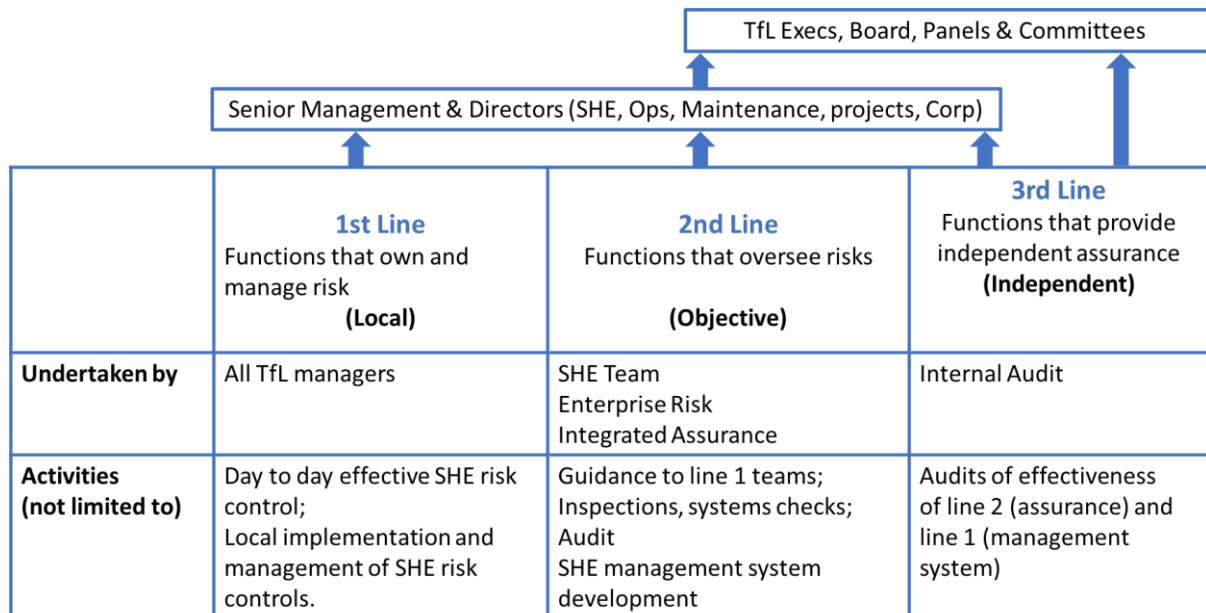 TfL Execs, Board, Panels & Committees
Senior Management & Directors (SHE, Ops, Maintenance, projects, Corp)
1st Line
Functions that own and
manage risk
(Local)
2nd Line
Functions that oversee risks
(Objective)
3rd Line
Functions that provide
independent assurance
(Independent)
Undertaken by
All TfL managers
SHE Team
Enterprise Risk
Integrated Assurance
Internal Audit
Activities
(not limited to)
Day to day effective SHE risk
control;
Local implementation and
management of SHE risk
controls.
Guidance to line 1 teams;
Inspections, systems checks;
Audit
SHE management system
development
Audits of effectiveness
of line 2 (assurance) and
line 1 (management
system)